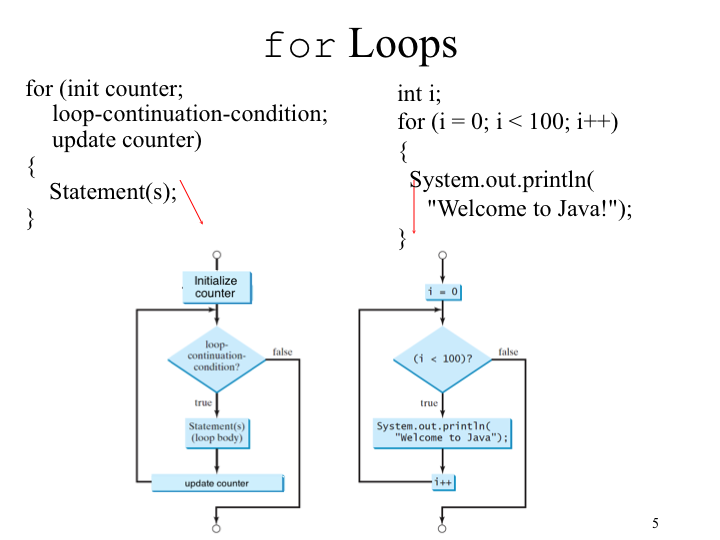 for Loops
for (init counter;
loop-continuation-condition;
update counter)
{
Statement(s);
}
int i;
for (i = 0; i < 100; i++)
{
System.out.println(
"Welcome to Java!");
}
Initialize
counter
loop-
continuation-
condition?
false
true
Statement(s)
(loop body)
update counter
i = 0
(i < 100)?
false
true
System.out.println(
"Welcome to Java");
i++
5